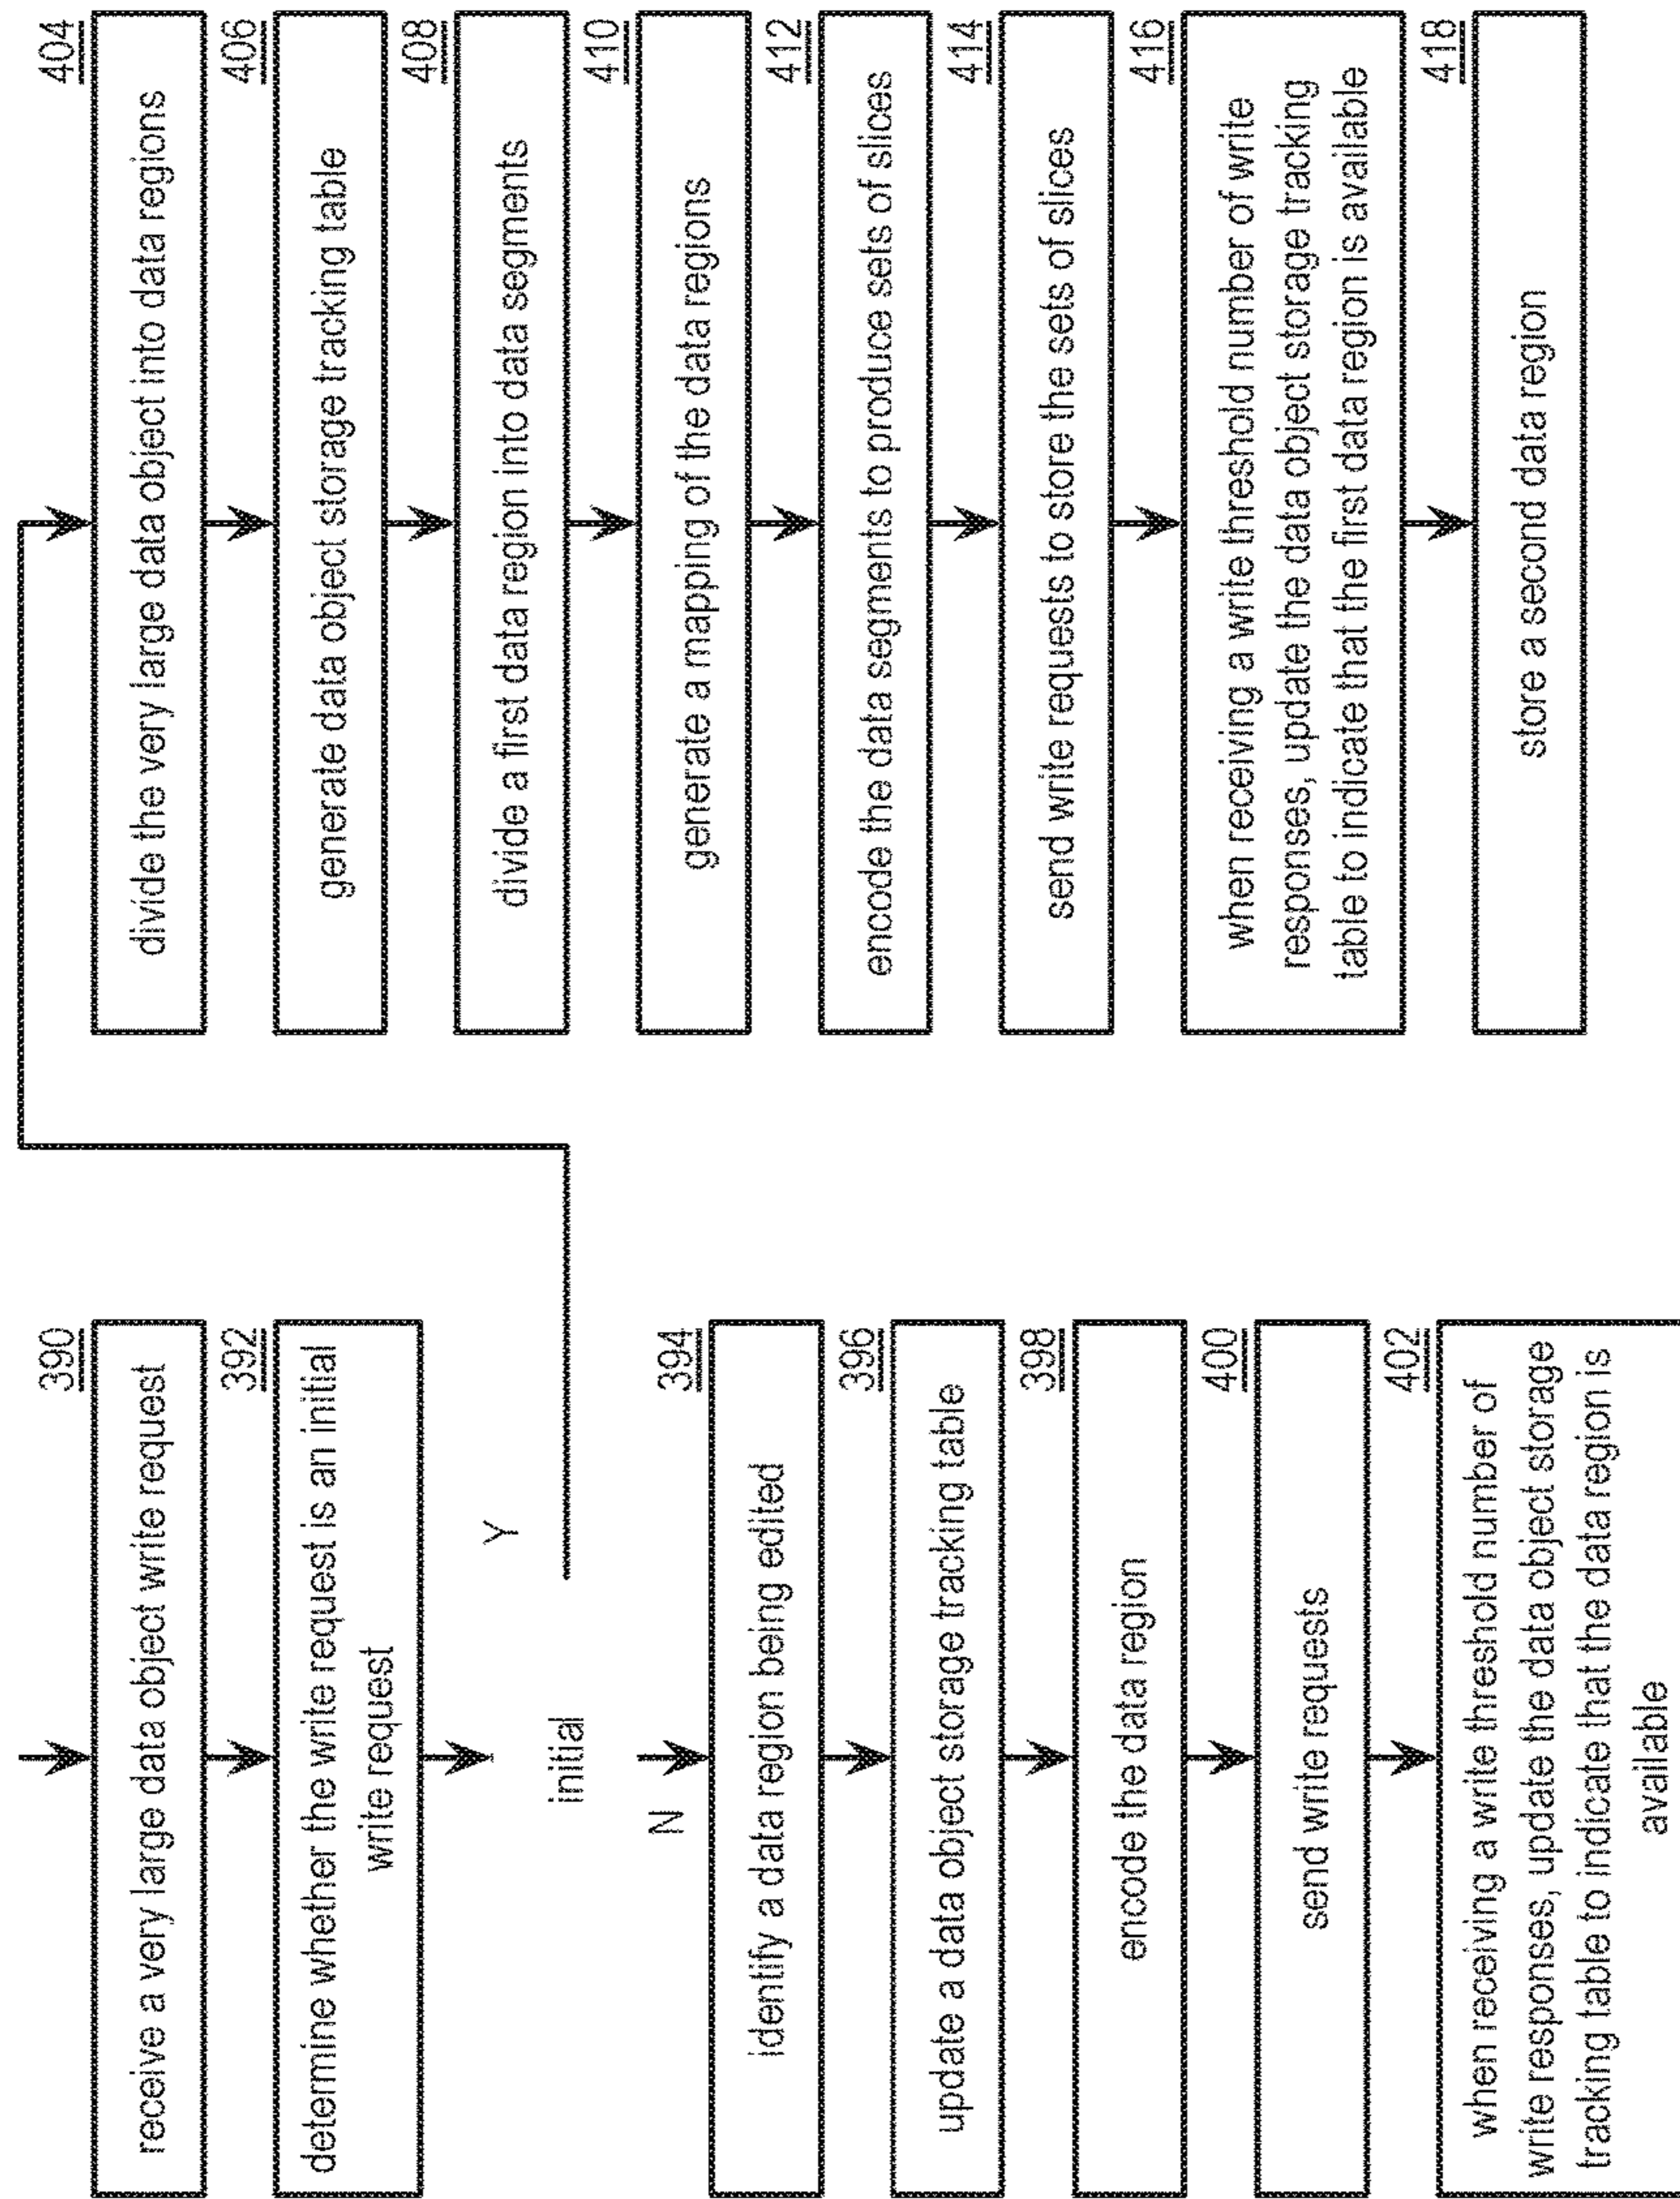 390
receive a very large data object write request
392
determine whether the write request is an initial
write request
Y
initial
N
394
identify a data region being edited
396
update a data object storage tracking table
398
encode the data region
400
send write requests
402
when receiving a write threshold number of
write responses, update the data object storage
tracking table to indicate that the data region is
available
404
divide the very large data object into data regions
406
generate data object storage tracking table
408
divide a first data region into data segments
410
generate a mapping of the data regions
412
encode the data segments to produce sets of slices
414
send write requests to store the sets of slices
416
when receiving a write threshold number of write
responses, update the data object storage tracking
table to indicate that the first data region is available
418
store a second data region